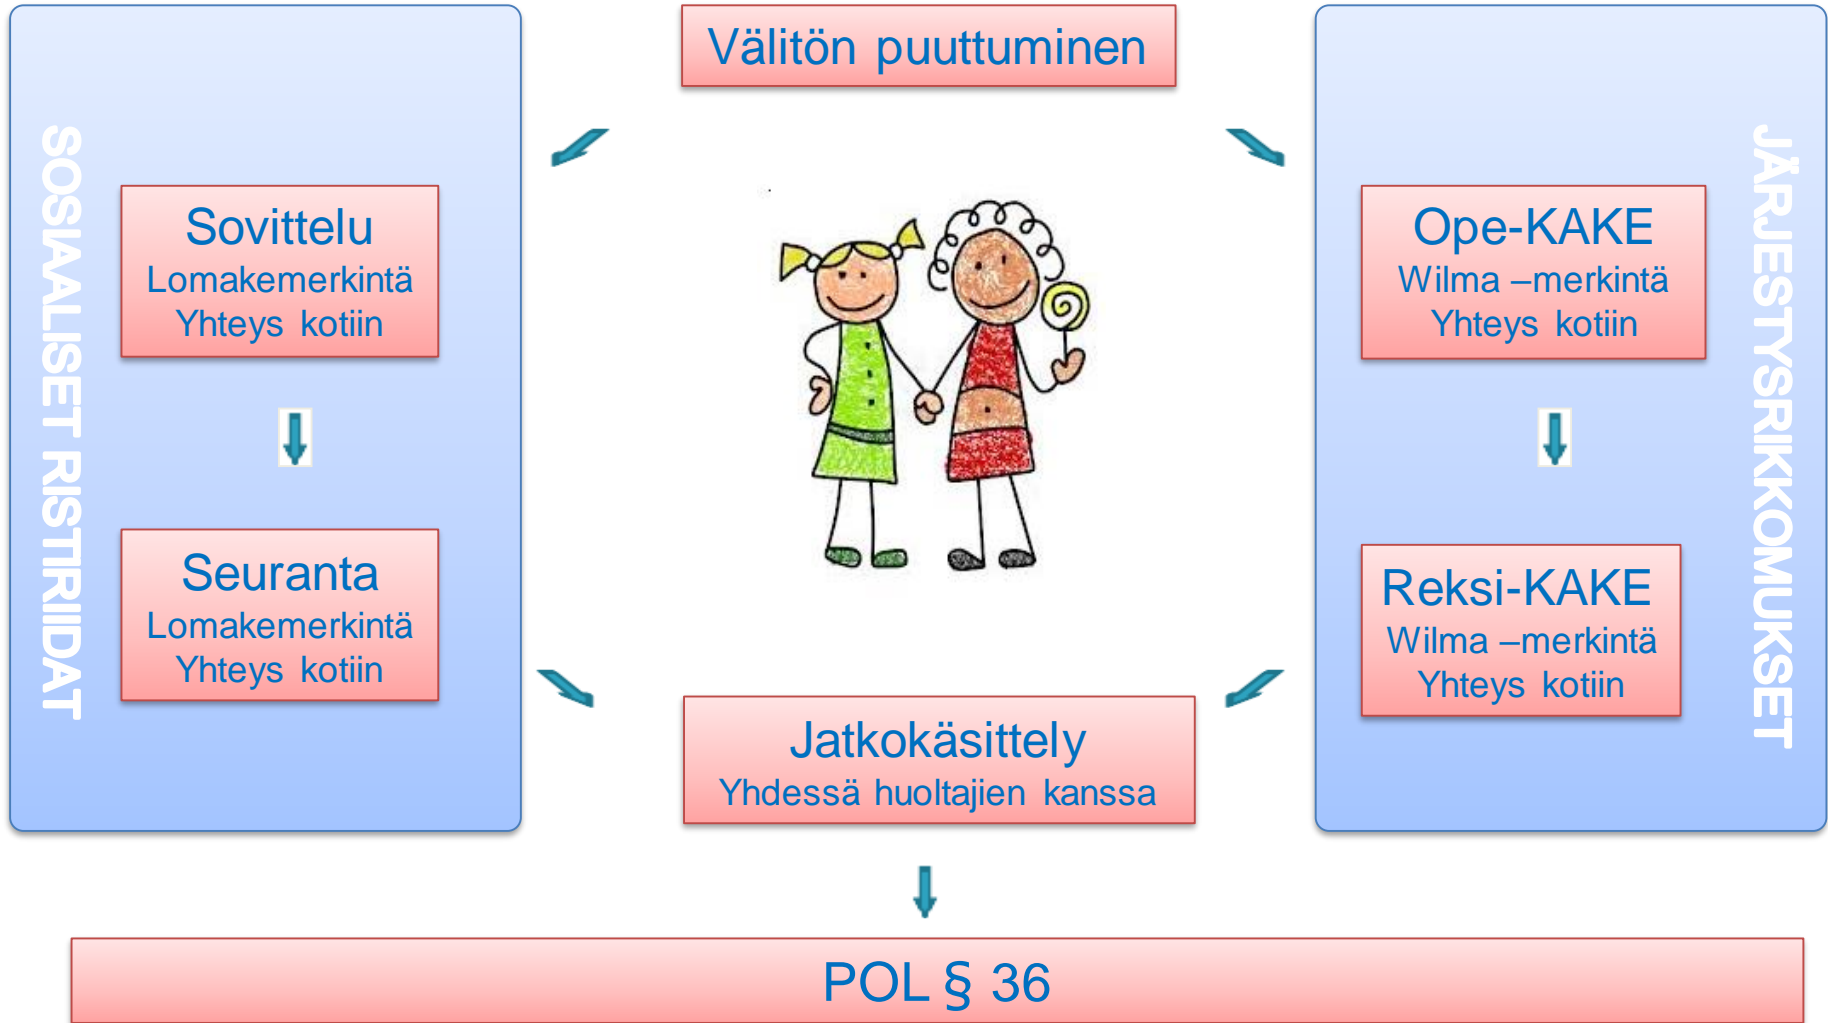 Välitön puuttuminen
SOSIAALISET RISTIRIIDAT
Sovittelu
Lomakemerkintä
Yhteys kotiin
Seuranta
Lomakemerkintä
Yhteys kotiin
JÄRJESTYSRIKKOMUKSET
Ope-KAKE
Wilma –merkintä
Yhteys kotiin
Reksi-KAKE
Wilma –merkintä
Yhteys kotiin
Jatkokäsittely
Yhdessä huoltajien kanssa
POL § 36